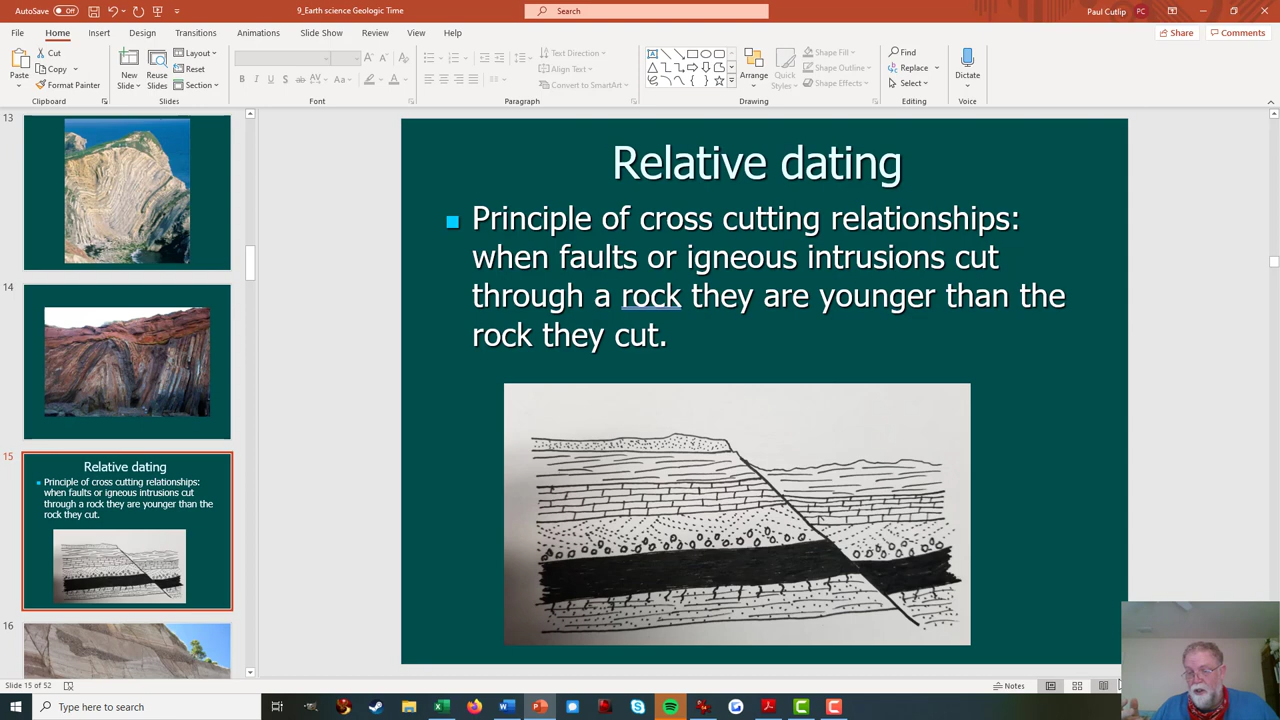 AutoSave Off
9_Earth science Geologic Time
Search
Paul Cutlip PC
File Home Insert Design Transitions Animations Slide Show Review View Help
Share Comments
Paste
Cut
Copy
Format Painter
Clipboard
New
Slide
Reuse
Slides
Layout
Reset
Section
Slides
B I U S ab AV Aa A
Font
Text Direction
Align Text
Convert to SmartArt
Paragraph
Arrange
Quick
Styles
Shape Fill
Shape Outline
Shape Effects
Drawing
Find
Replace
Select
Editing
Dictate
Voice
13
14
15
Relative dating
Principle of cross cutting relationships:
when faults or igneous intrusions cut
through a rock they are younger than the
rock they cut.
16
Relative dating
Principle of cross cutting relationships:
when faults or igneous intrusions cut
through a rock they are younger than the
rock they cut.
Slide 15 of 52
Notes
Type here to search